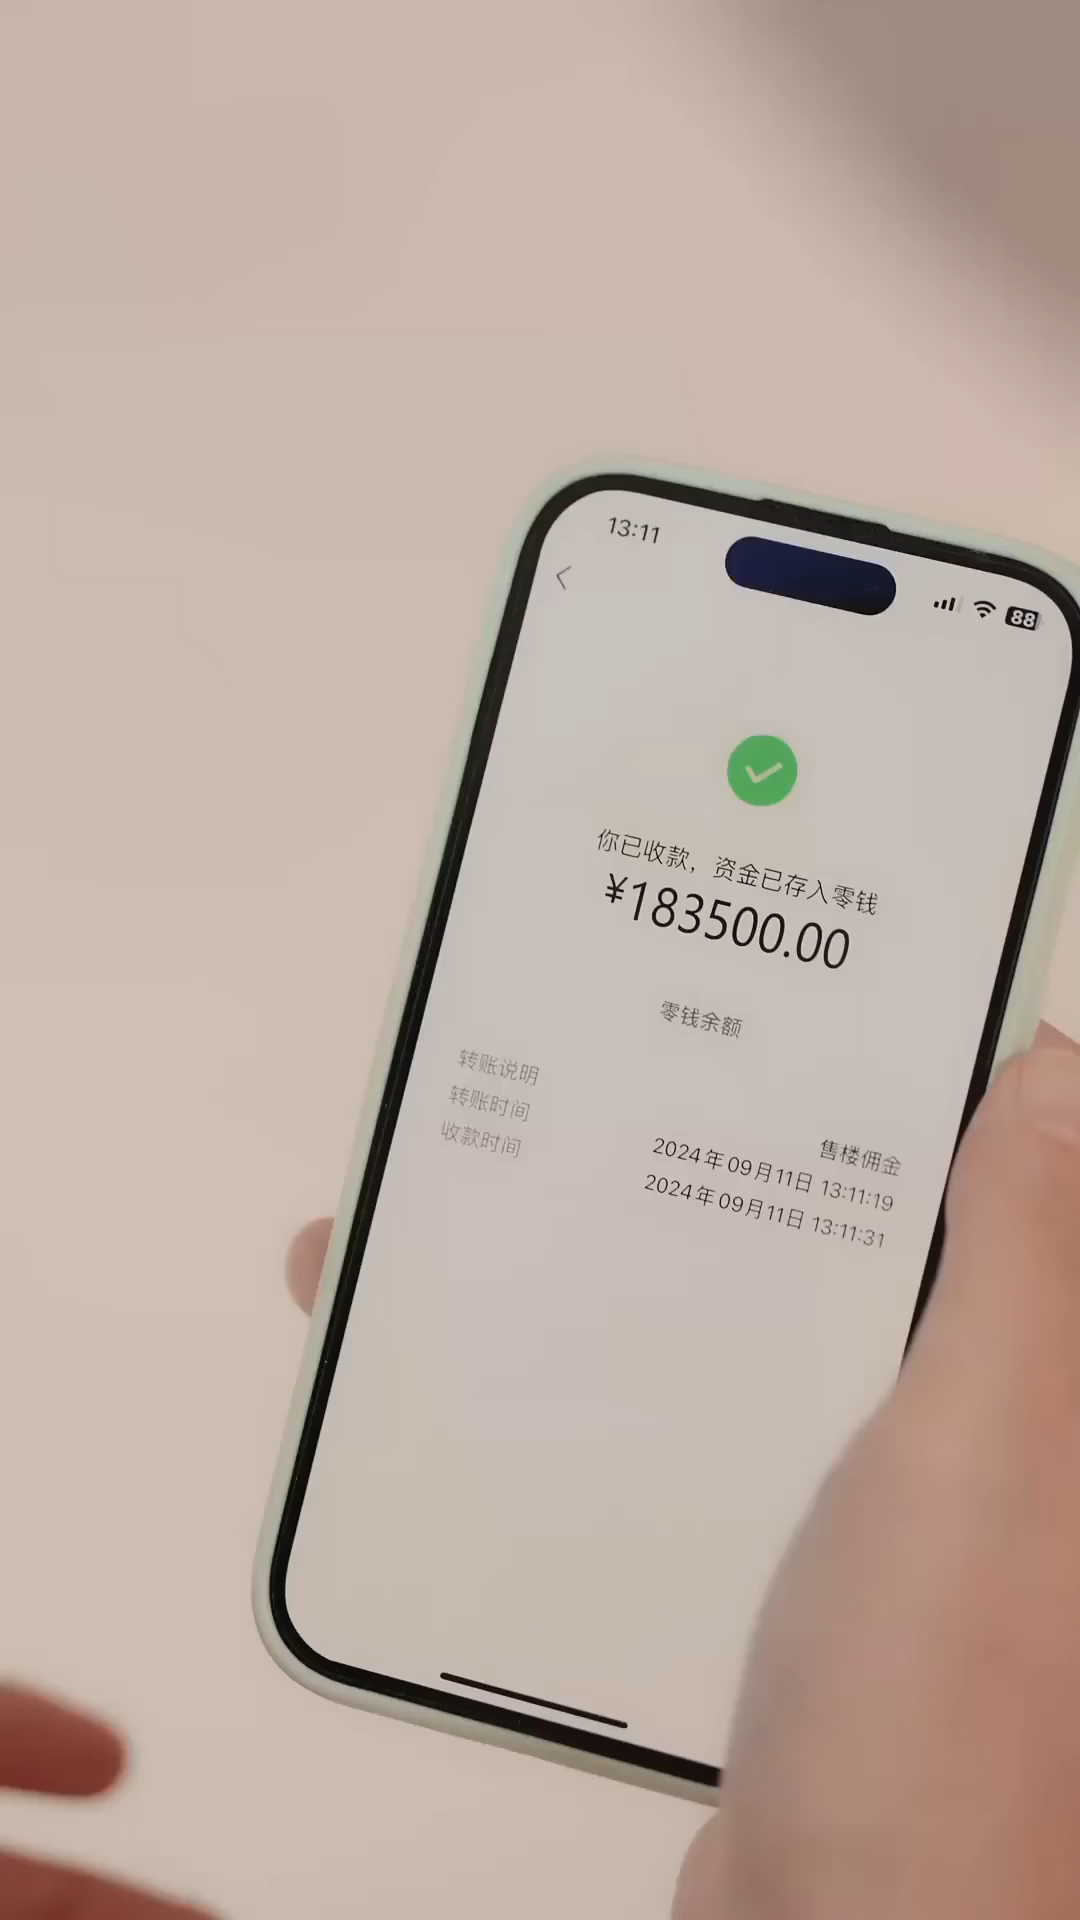 13:11
88
你已收款，资金已存入零钱
¥183500.00
零钱余额
转账说明
售楼佣金
转账时间
2024年09月11日 13:11:19
收款时间
2024年09月11日 13:11:31